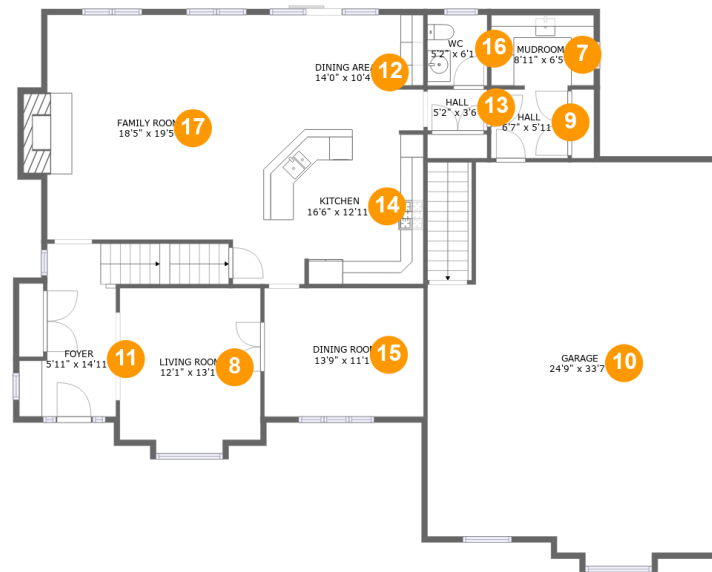 WC
5'2" x 6'1
16
MUDROOM
8'11" x 6'5
7
DINING AREA
14'0" x 10'4
12
HALL
5'2" x 3'6
13
HALL
6'7" x 5'11
9
FAMILY ROOM
18'5" x 19'5
17
KITCHEN
16'6" x 12'11
14
FOYER
5'11" x 14'11
11
LIVING ROOM
12'1" x 13'1
8
DINING ROOM
13'9" x 11'1
15
GARAGE
24'9" x 33'7
10